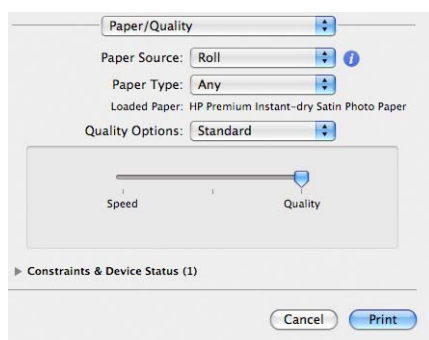 Paper/Quality
Paper Source: Roll
Paper Type: Any
Loaded Paper: HP Premium Instant-dry Satin Photo Paper
Quality Options: Standard
Speed Quality
Constraints & Device Status (1)
Cancel Print